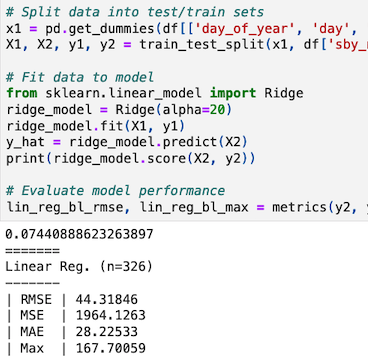 # Split data into test/train sets
x1 = pd.get_dummies(df[['day_of_year', 'day',
X1, X2, y1, y2 = train_test_split(x1, df['sby_
# Fit data to model
from sklearn.linear_model import Ridge
ridge_model = Ridge(alpha=20)
ridge_model.fit(X1, y1)
y_hat = ridge_model.predict(X2)
print(ridge_model.score(X2, y2))
# Evaluate model performance
lin_reg_bl_rmse, lin_reg_bl_max = metrics(y2,
0.07440888623263897
=======
Linear Reg. (n=326)
-------
| RMSE | 44.31846
| MSE | 1964.1263
| MAE | 28.22533
| Max | 167.70059